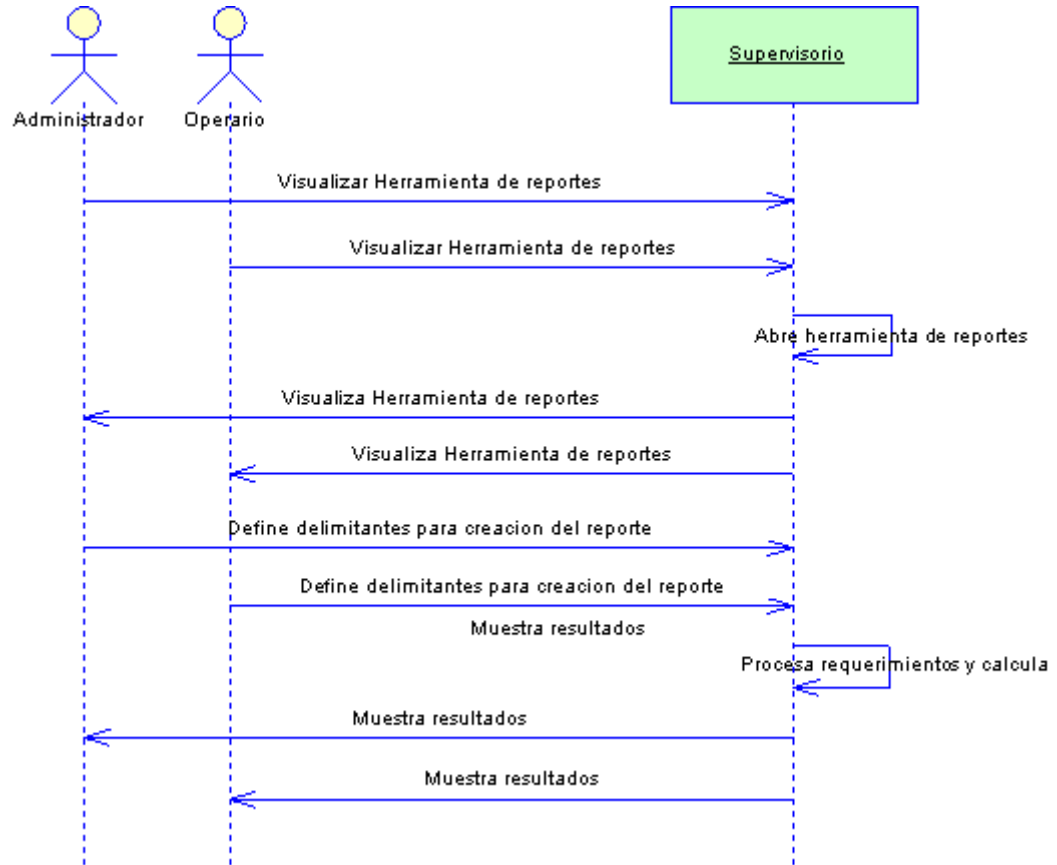 Supervisorio
Administrador
Operario
Visualizar Herramienta de reportes
Visualizar Herramienta de reportes
Abre herramienta de reportes
Visualiza Herramienta de reportes
Visualiza Herramienta de reportes
Define delimitantes para creacion del reporte
Define delimitantes para creacion del reporte
Muestra resultados
Procesa requerimientos y calcula
Muestra resultados
Muestra resultados